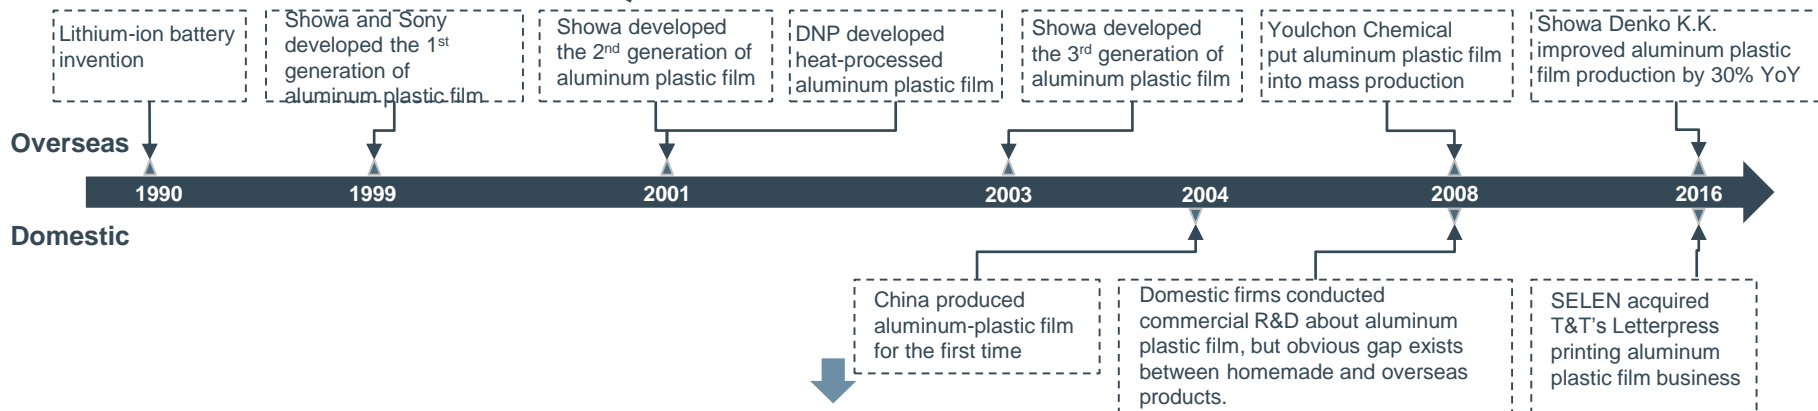 Lithium-ion battery
invention
Showa and Sony
developed the 1st
generation of
aluminum plastic film
Showa developed
the 2nd generation of
aluminum plastic film
DNP developed
heat-processed
aluminum plastic film
Showa developed
the 3rd generation of
aluminum plastic film
Youlchon Chemical
put aluminum plastic film
into mass production
Showa Denko K.K.
improved aluminum plastic
film production by 30% YoY
Overseas
1990 1999 2001 2003 2004 2008 2016
Domestic
China produced
aluminum-plastic film
for the first time
Domestic firms conducted
commercial R&D about aluminum
plastic film, but obvious gap exists
between homemade and overseas
products.
SELEN acquired
T&T's Letterpress
printing aluminum
plastic film business